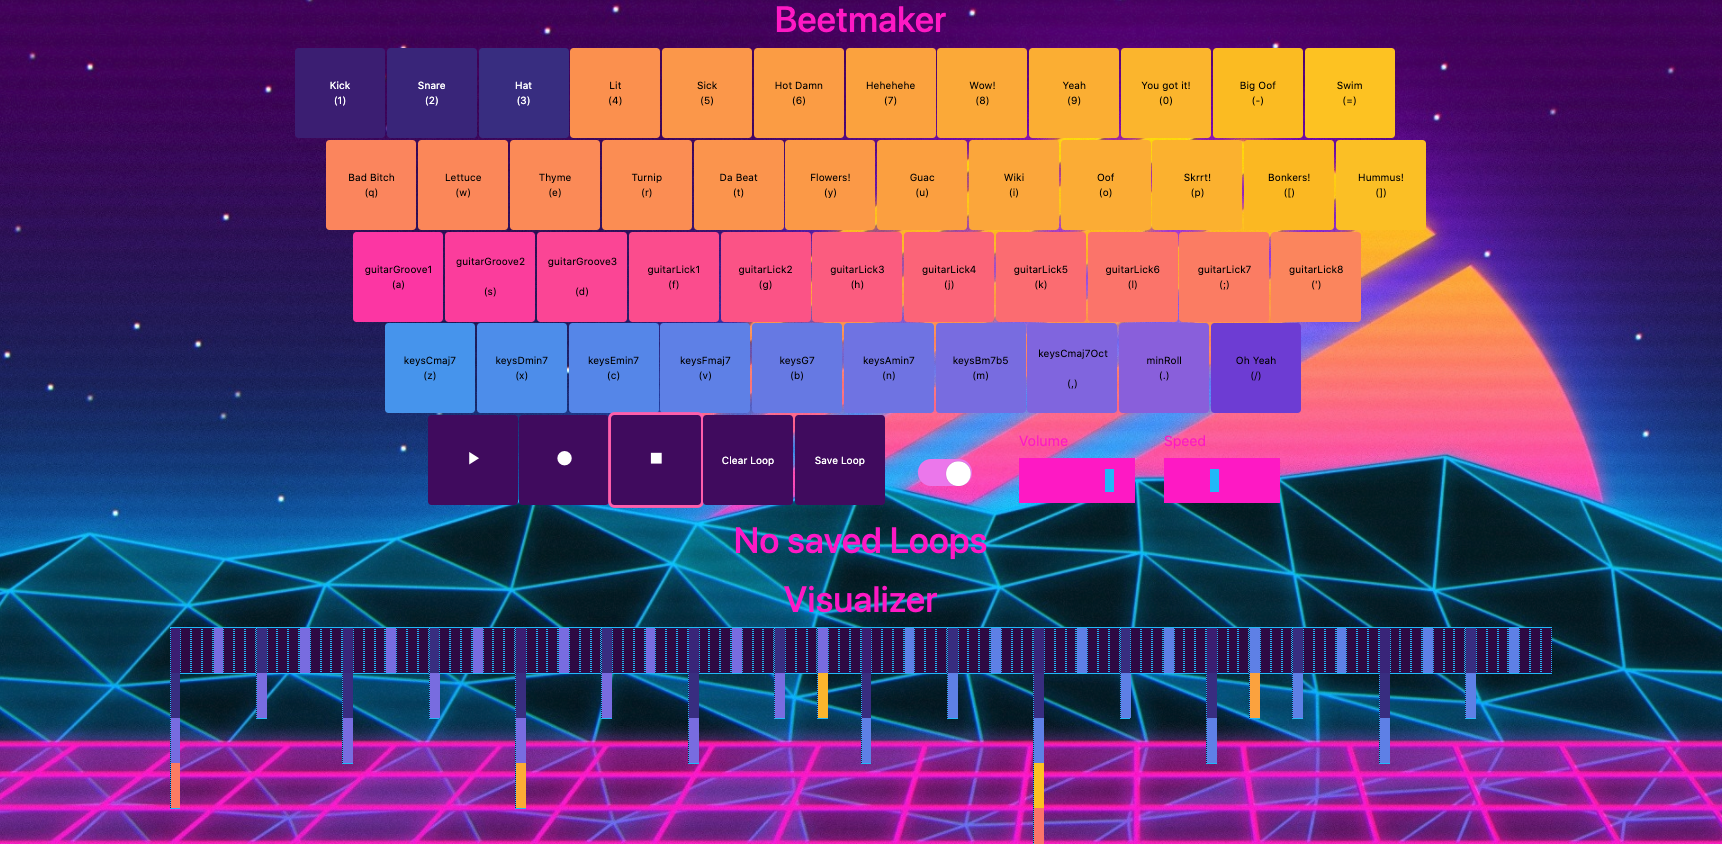 Beetmaker
Kick Snare Hat Lit Sick Hot Damn Hehehehe Wow! Yeah You got it! Big Oof Swim
(1) (2) (3) (4) (5) (6) (7) (8) (9) (0) (-) (=)
Bad Bitch Lettuce Thyme Turnip Da Beat Flowers! Guac Wiki Oof Skrrt! Bonkers! Hummus!
(q) (w) (e) (r) (t) (y) (u) (i) (o) (p) ([) (])
guitarGroove1 guitarGroove2 guitarGroove3 guitarLick1 guitarLick2 guitarLick3 guitarLick4 guitarLick5 guitarLick6 guitarLick7 guitarLick8
(a) (s) (d) (f) (g) (h) (j) (k) (l) (;) (')
keysCmaj7 keysDmin7 keysEmin7 keysFmaj7 keysG7 keysAmin7 keysBm7b5 keysCmaj7Oct minRoll Oh Yeah
(z) (x) (c) (v) (b) (n) (m) (,) (.) (/)
Volume Speed
Clear Loop Save Loop
No saved Loops
Visualizer